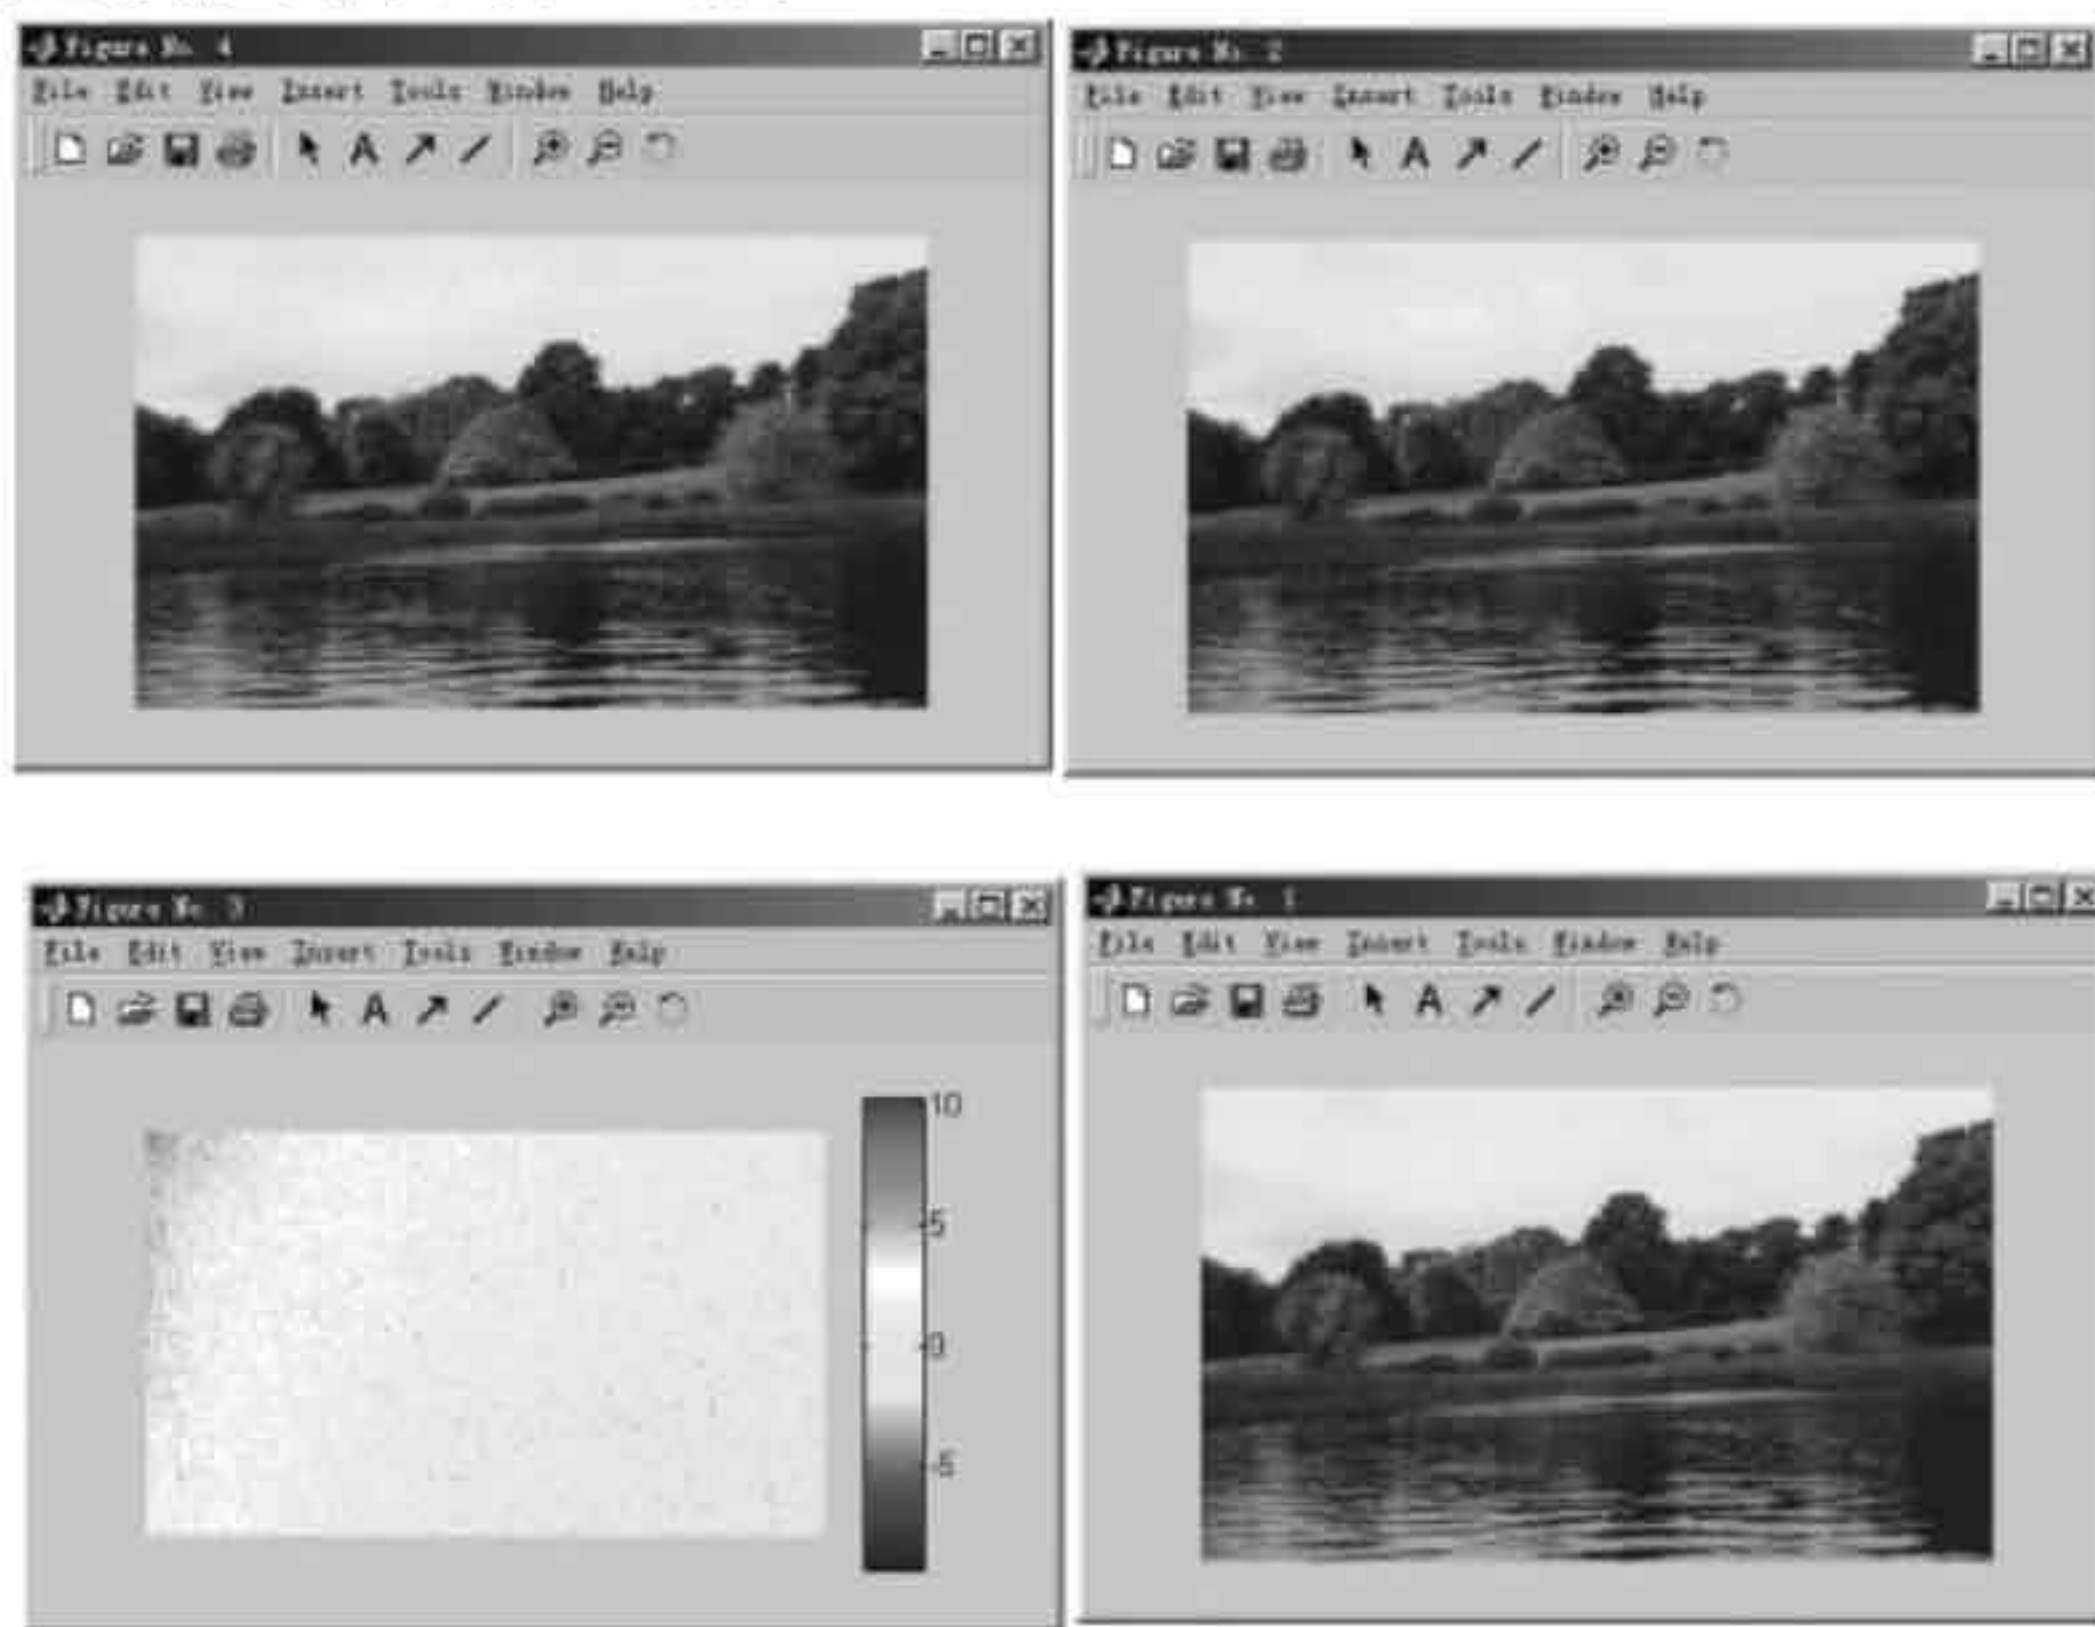 Figure No. 4
File Edit View Insert Tools Window Help
Figure No. 2
File Edit View Insert Tools Window Help
Figure No. 3
File Edit View Insert Tools Window Help
10
5
0
-5
Figure No. 1
File Edit View Insert Tools Window Help